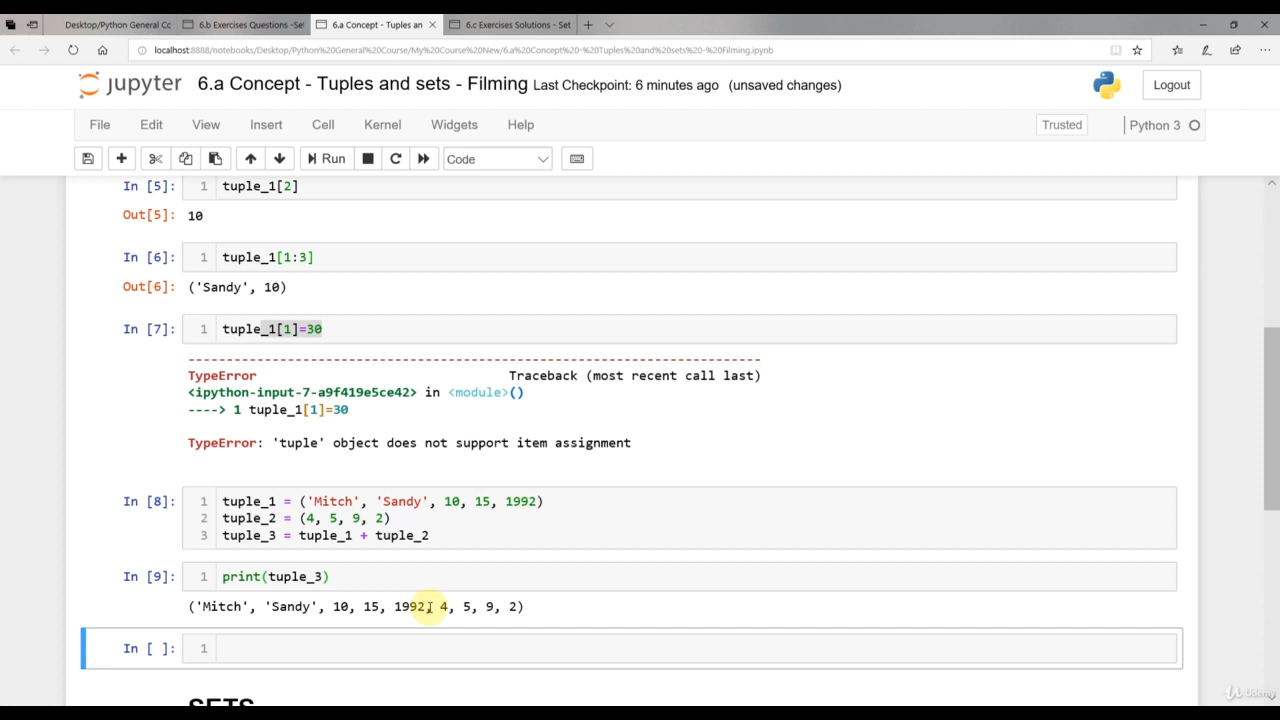 Desktop/Python General Cc
6.b Exercises Questions -Set
6.a Concept - Tuples an
6.c Exercises Solutions - Set
localhost:8888/notebooks/Desktop/Python%20General%20Course/My%20Course%20New/6.a%20Concept%20-%20Tuples%20and%20sets%20-%20Filming.ipynb
jupyter 6.a Concept - Tuples and sets - Filming Last Checkpoint: 6 minutes ago (unsaved changes) Logout
File Edit View Insert Cell Kernel Widgets Help Trusted Python 3
Run Code
In [5]: 1 tuple_1[2]
Out[5]: 10
In [6]: 1 tuple_1[1:3]
Out[6]: ('Sandy', 10)
In [7]: 1 tuple_1[1]=30
---------------------------------------------------------------------------
TypeError Traceback (most recent call last)
<ipython-input-7-a9f419e5ce42> in <module>()
----> 1 tuple_1[1]=30
TypeError: 'tuple' object does not support item assignment
In [8]: 1 tuple_1 = ('Mitch', 'Sandy', 10, 15, 1992)
2 tuple_2 = (4, 5, 9, 2)
3 tuple_3 = tuple_1 + tuple_2
In [9]: 1 print(tuple_3)
('Mitch', 'Sandy', 10, 15, 1992, 4, 5, 9, 2)
In [ ]: 1
SETS
Udemy